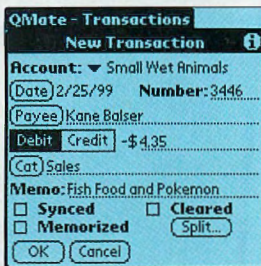 QMate - Transactions
New Transaction i
Account: Small Wet Animals
Date 2/25/99 Number: 3446
Payee Kane Balser
Debit Credit -$4.35
Cat Sales
Memo: Fish Food and Pokemon
Synced Cleared
Memorized Split...
OK Cancel